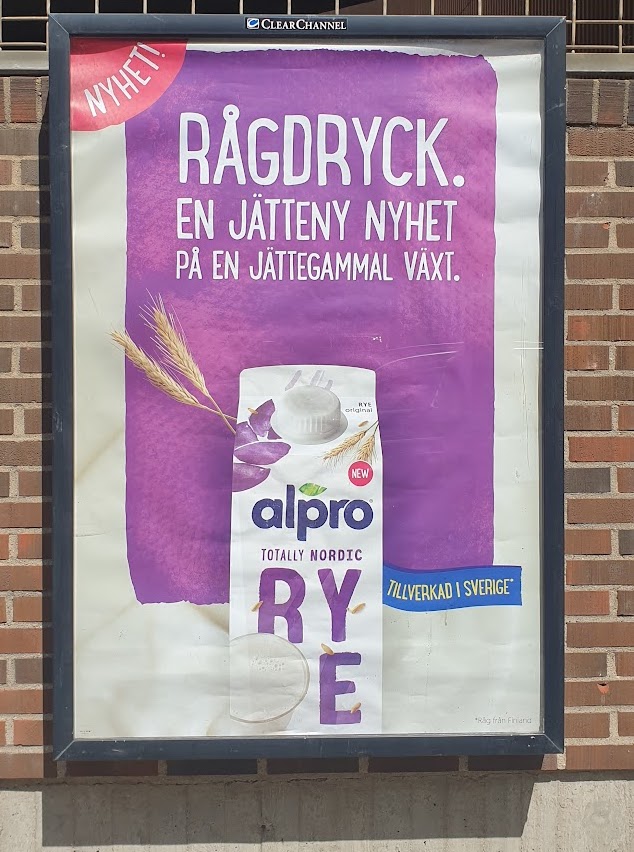 CLEARCHANNEL
NYHET!
RÅGDRYCK.
EN JÄTTENY NYHET
PÅ EN JÄTTEGAMMAL VÄXT.
RYE
original
NEW
alpro
TOTALLY NORDIC
RY
E
TILLVERKAD I SVERIGE*
*Råg från Finland